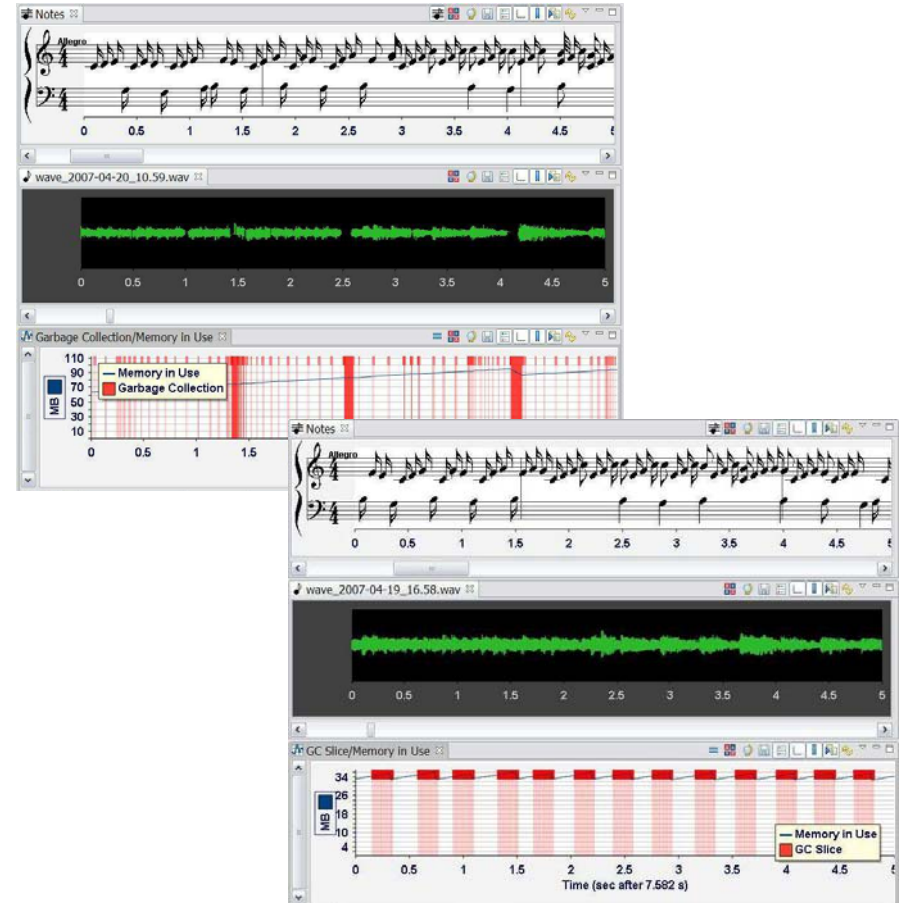 Notes
Allegro
4
4
4
4
0 0.5 1 1.5 2 2.5 3 3.5 4 4.5
wave_2007-04-20_10.59.wav
0 0.5 1 1.5 2 2.5 3 3.5 4 4.5 5
Garbage Collection/Memory in Use
110
90
70
50
30
10
MB
Memory in Use
Garbage Collection
0 0.5 1 1.5
Notes
Allegro
4
4
4
4
0 0.5 1 1.5 2 2.5 3 3.5 4 4.5
wave_2007-04-19_16.58.wav
0 0.5 1 1.5 2 2.5 3 3.5 4 4.5 5
GC Slice/Memory in Use
34
26
18
10
4
MB
Memory in Use
GC Slice
0 0.5 1 1.5 2 2.5 3 3.5 4 4.5
Time (sec after 7.582 s)